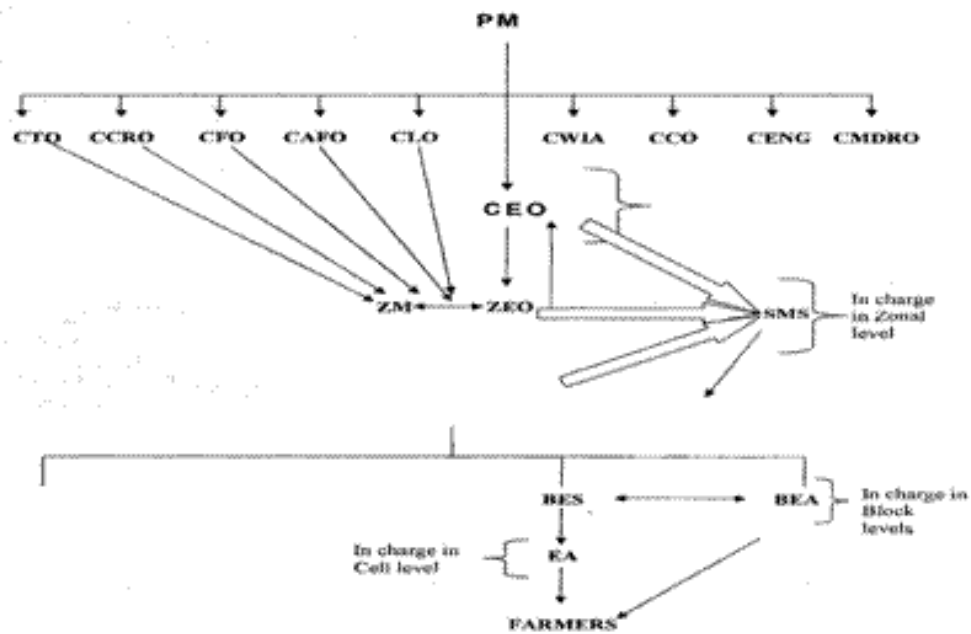 PM
CTO CCRO CFO CAFO CLO CWIA CCO CENG CMDRO
CEO
ZM ZEO SMS
In charge
in Zonal
level
BES BEA
In charge in
Block
levels
In charge in
Cell level
EA
FARMERS